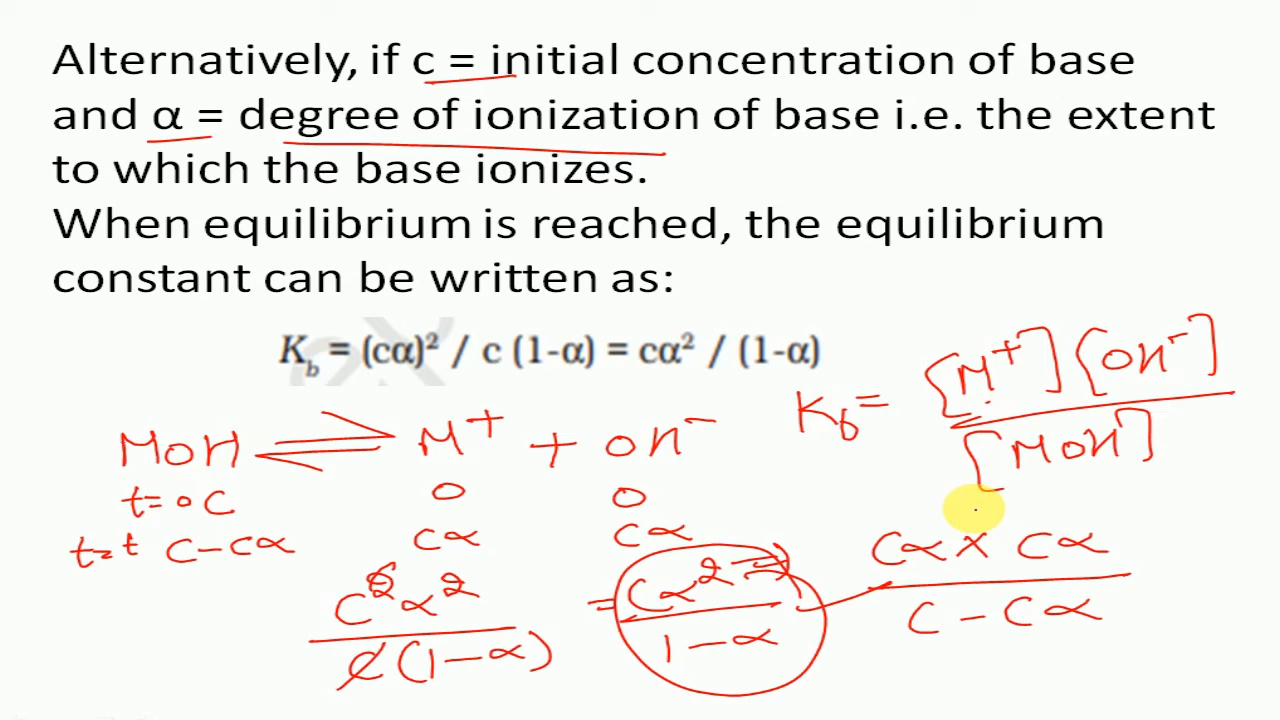 Alternatively, if c = initial concentration of base
and α = degree of ionization of base i.e. the extent
to which the base ionizes.
When equilibrium is reached, the equilibrium
constant can be written as:
K_b = (cα)² / c (1-α) = cα² / (1-α)
K_b = [M⁺] [OH⁻] / [MOH]
MOH ⇌ M⁺ + OH⁻
t=0 C 0 0
t=t C-Cα Cα Cα
Cα × Cα / C - Cα
C²α² / C(1-α) = Cα² / 1-α